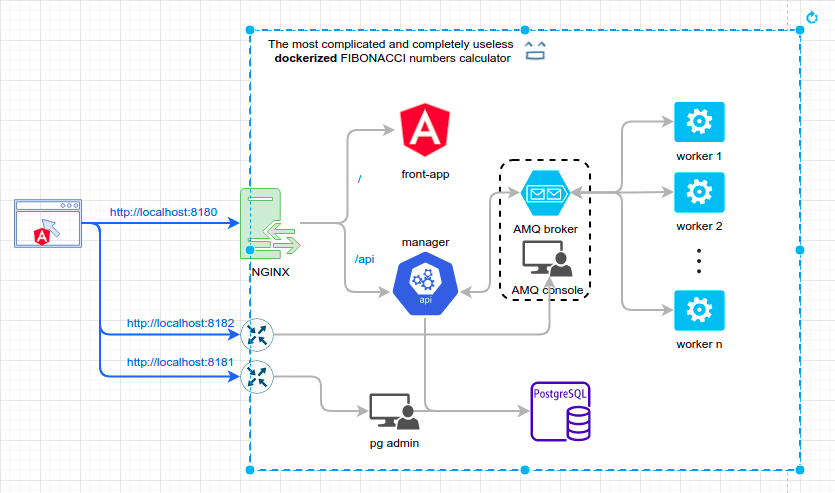 The most complicated and completely useless
dockerized FIBONACCI numbers calculator
front-app
worker 1
/
http://localhost:8180
AMQ broker
worker 2
manager
/api
NGINX
api
AMQ console
http://localhost:8182
worker n
http://localhost:8181
PostgreSQL
pg admin